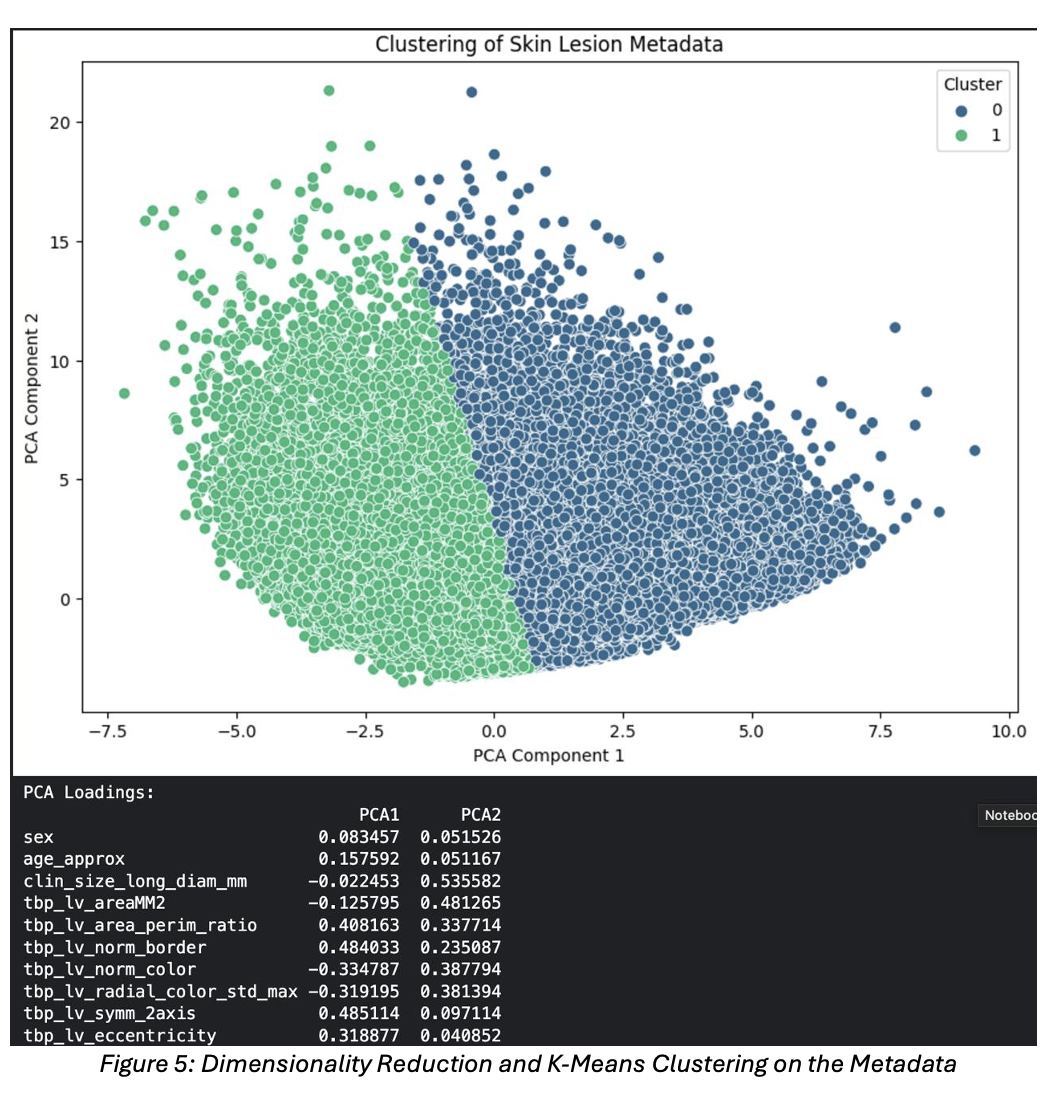 Clustering of Skin Lesion Metadata
Cluster
0
1
20
15
10
5
0
PCA Component 2
−7.5 −5.0 −2.5 0.0 2.5 5.0 7.5 10.0
PCA Component 1
PCA Loadings:
Noteboo
PCA1 PCA2
sex 0.083457 0.051526
age_approx 0.157592 0.051167
clin_size_long_diam_mm −0.022453 0.535582
tbp_lv_areaMM2 −0.125795 0.481265
tbp_lv_area_perim_ratio 0.408163 0.337714
tbp_lv_norm_border 0.484033 0.235087
tbp_lv_norm_color −0.334787 0.387794
tbp_lv_radial_color_std_max −0.319195 0.381394
tbp_lv_symm_2axis 0.485114 0.097114
tbp_lv_eccentricity 0.318877 0.040852
Figure 5: Dimensionality Reduction and K-Means Clustering on the Metadata